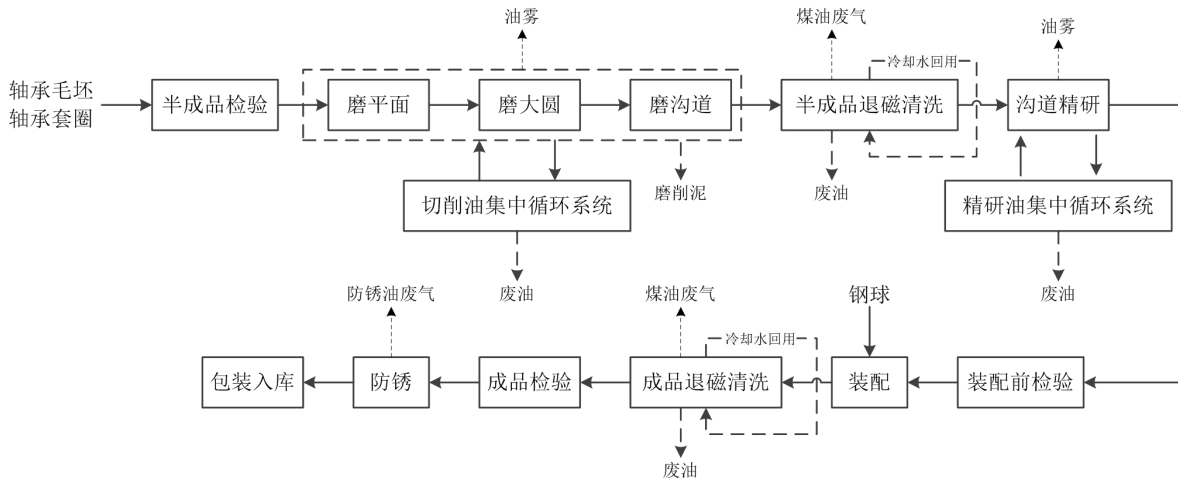 油雾
煤油废气
油雾
冷却水回用
轴承毛坯
轴承套圈
半成品检验
磨平面
磨大圆
磨沟道
半成品退磁清洗
沟道精研
切削油集中循环系统
磨削泥
废油
精研油集中循环系统
废油
废油
防锈油废气
煤油废气
钢球
冷却水回用
包装入库
防锈
成品检验
成品退磁清洗
装配
装配前检验
废油